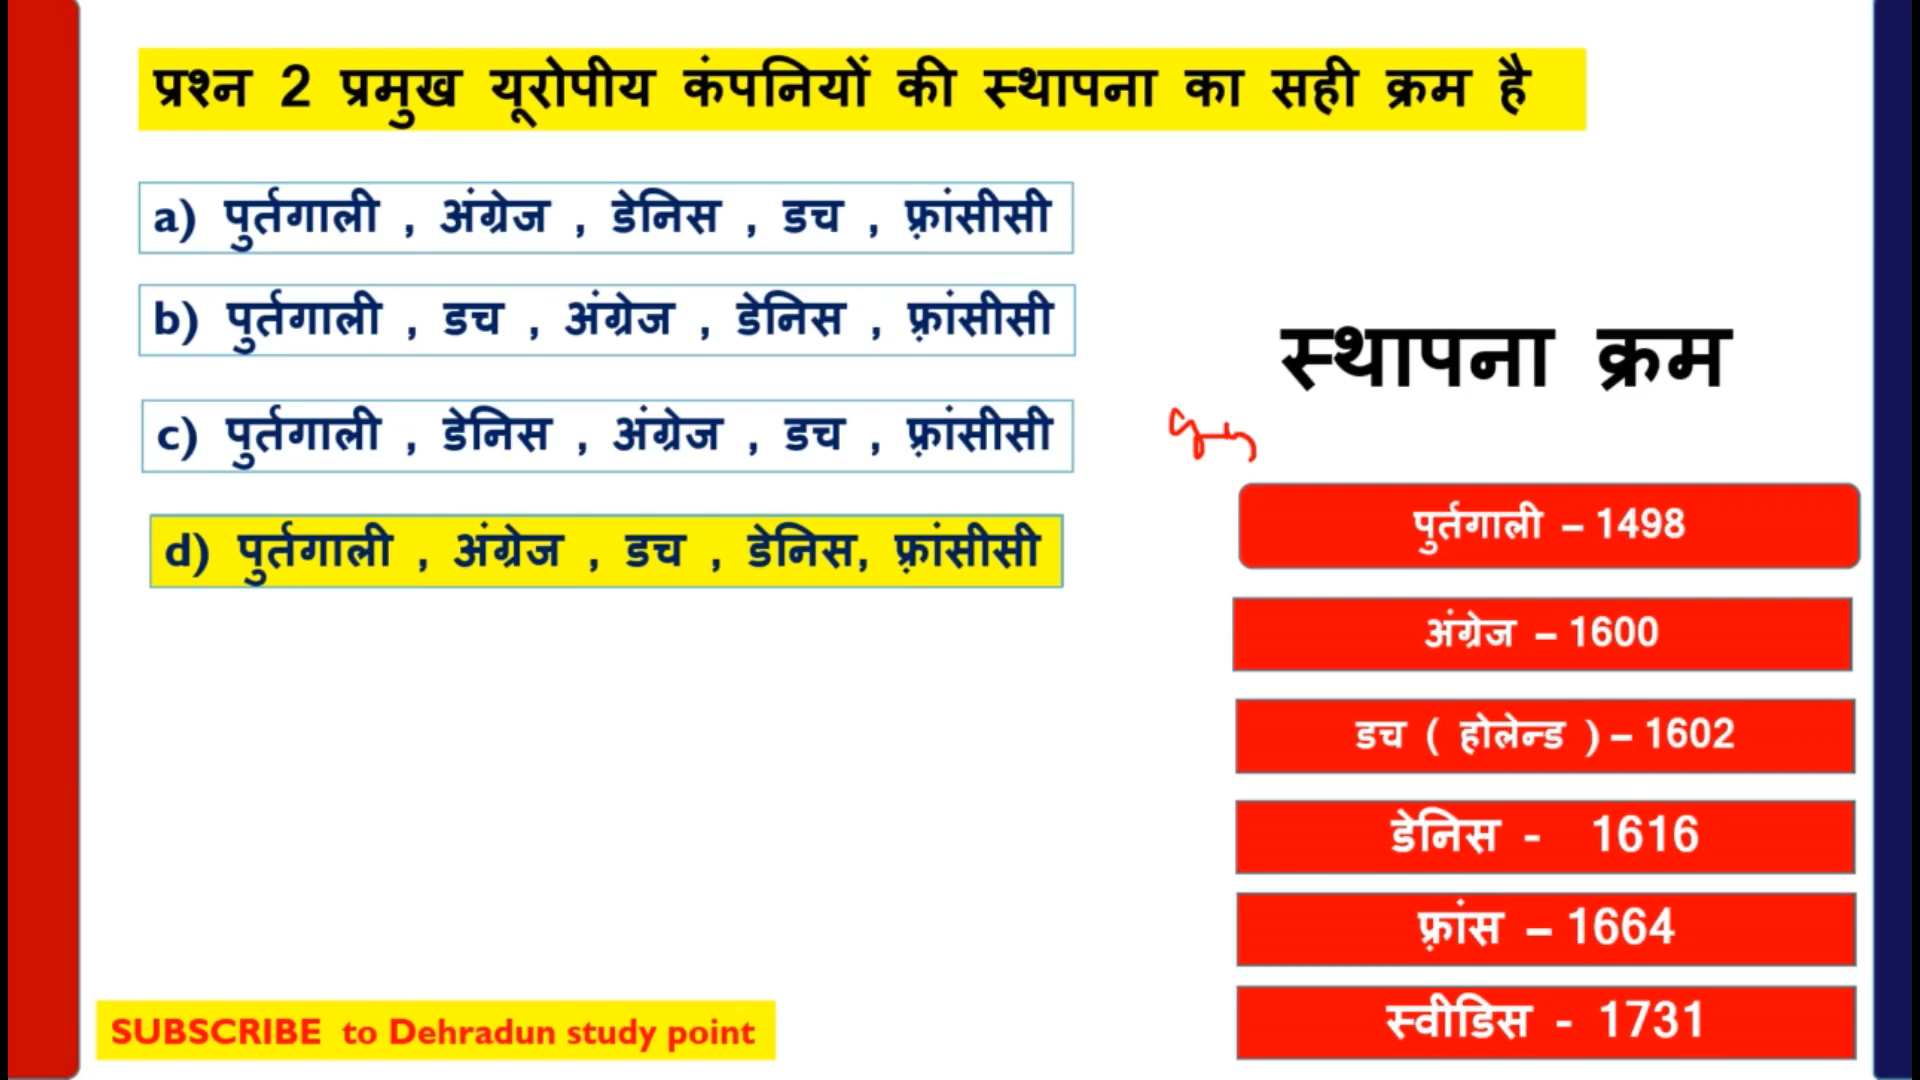 प्रश्न 2 प्रमुख यूरोपीय कंपनियों की स्थापना का सही क्रम है
a) पुर्तगाली , अंग्रेज , डेनिस , डच , फ़्रांसीसी
b) पुर्तगाली , डच , अंग्रेज , डेनिस , फ़्रांसीसी
c) पुर्तगाली , डेनिस , अंग्रेज , डच , फ़्रांसीसी
d) पुर्तगाली , अंग्रेज , डच , डेनिस, फ़्रांसीसी
स्थापना क्रम
पुर्तगाली – 1498
अंग्रेज – 1600
डच ( होलेन्ड ) – 1602
डेनिस - 1616
फ़्रांस – 1664
स्वीडिस - 1731
SUBSCRIBE to Dehradun study point